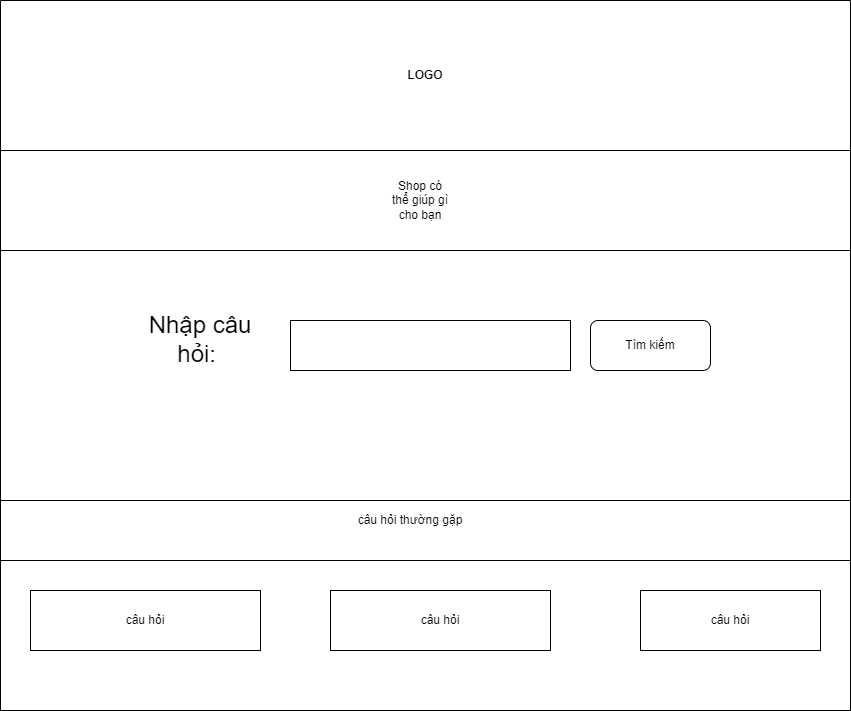 LOGO
Shop có
thể giúp gì
cho bạn
Nhập câu
hỏi:
Tìm kiếm
câu hỏi thường gặp
câu hỏi
câu hỏi
câu hỏi